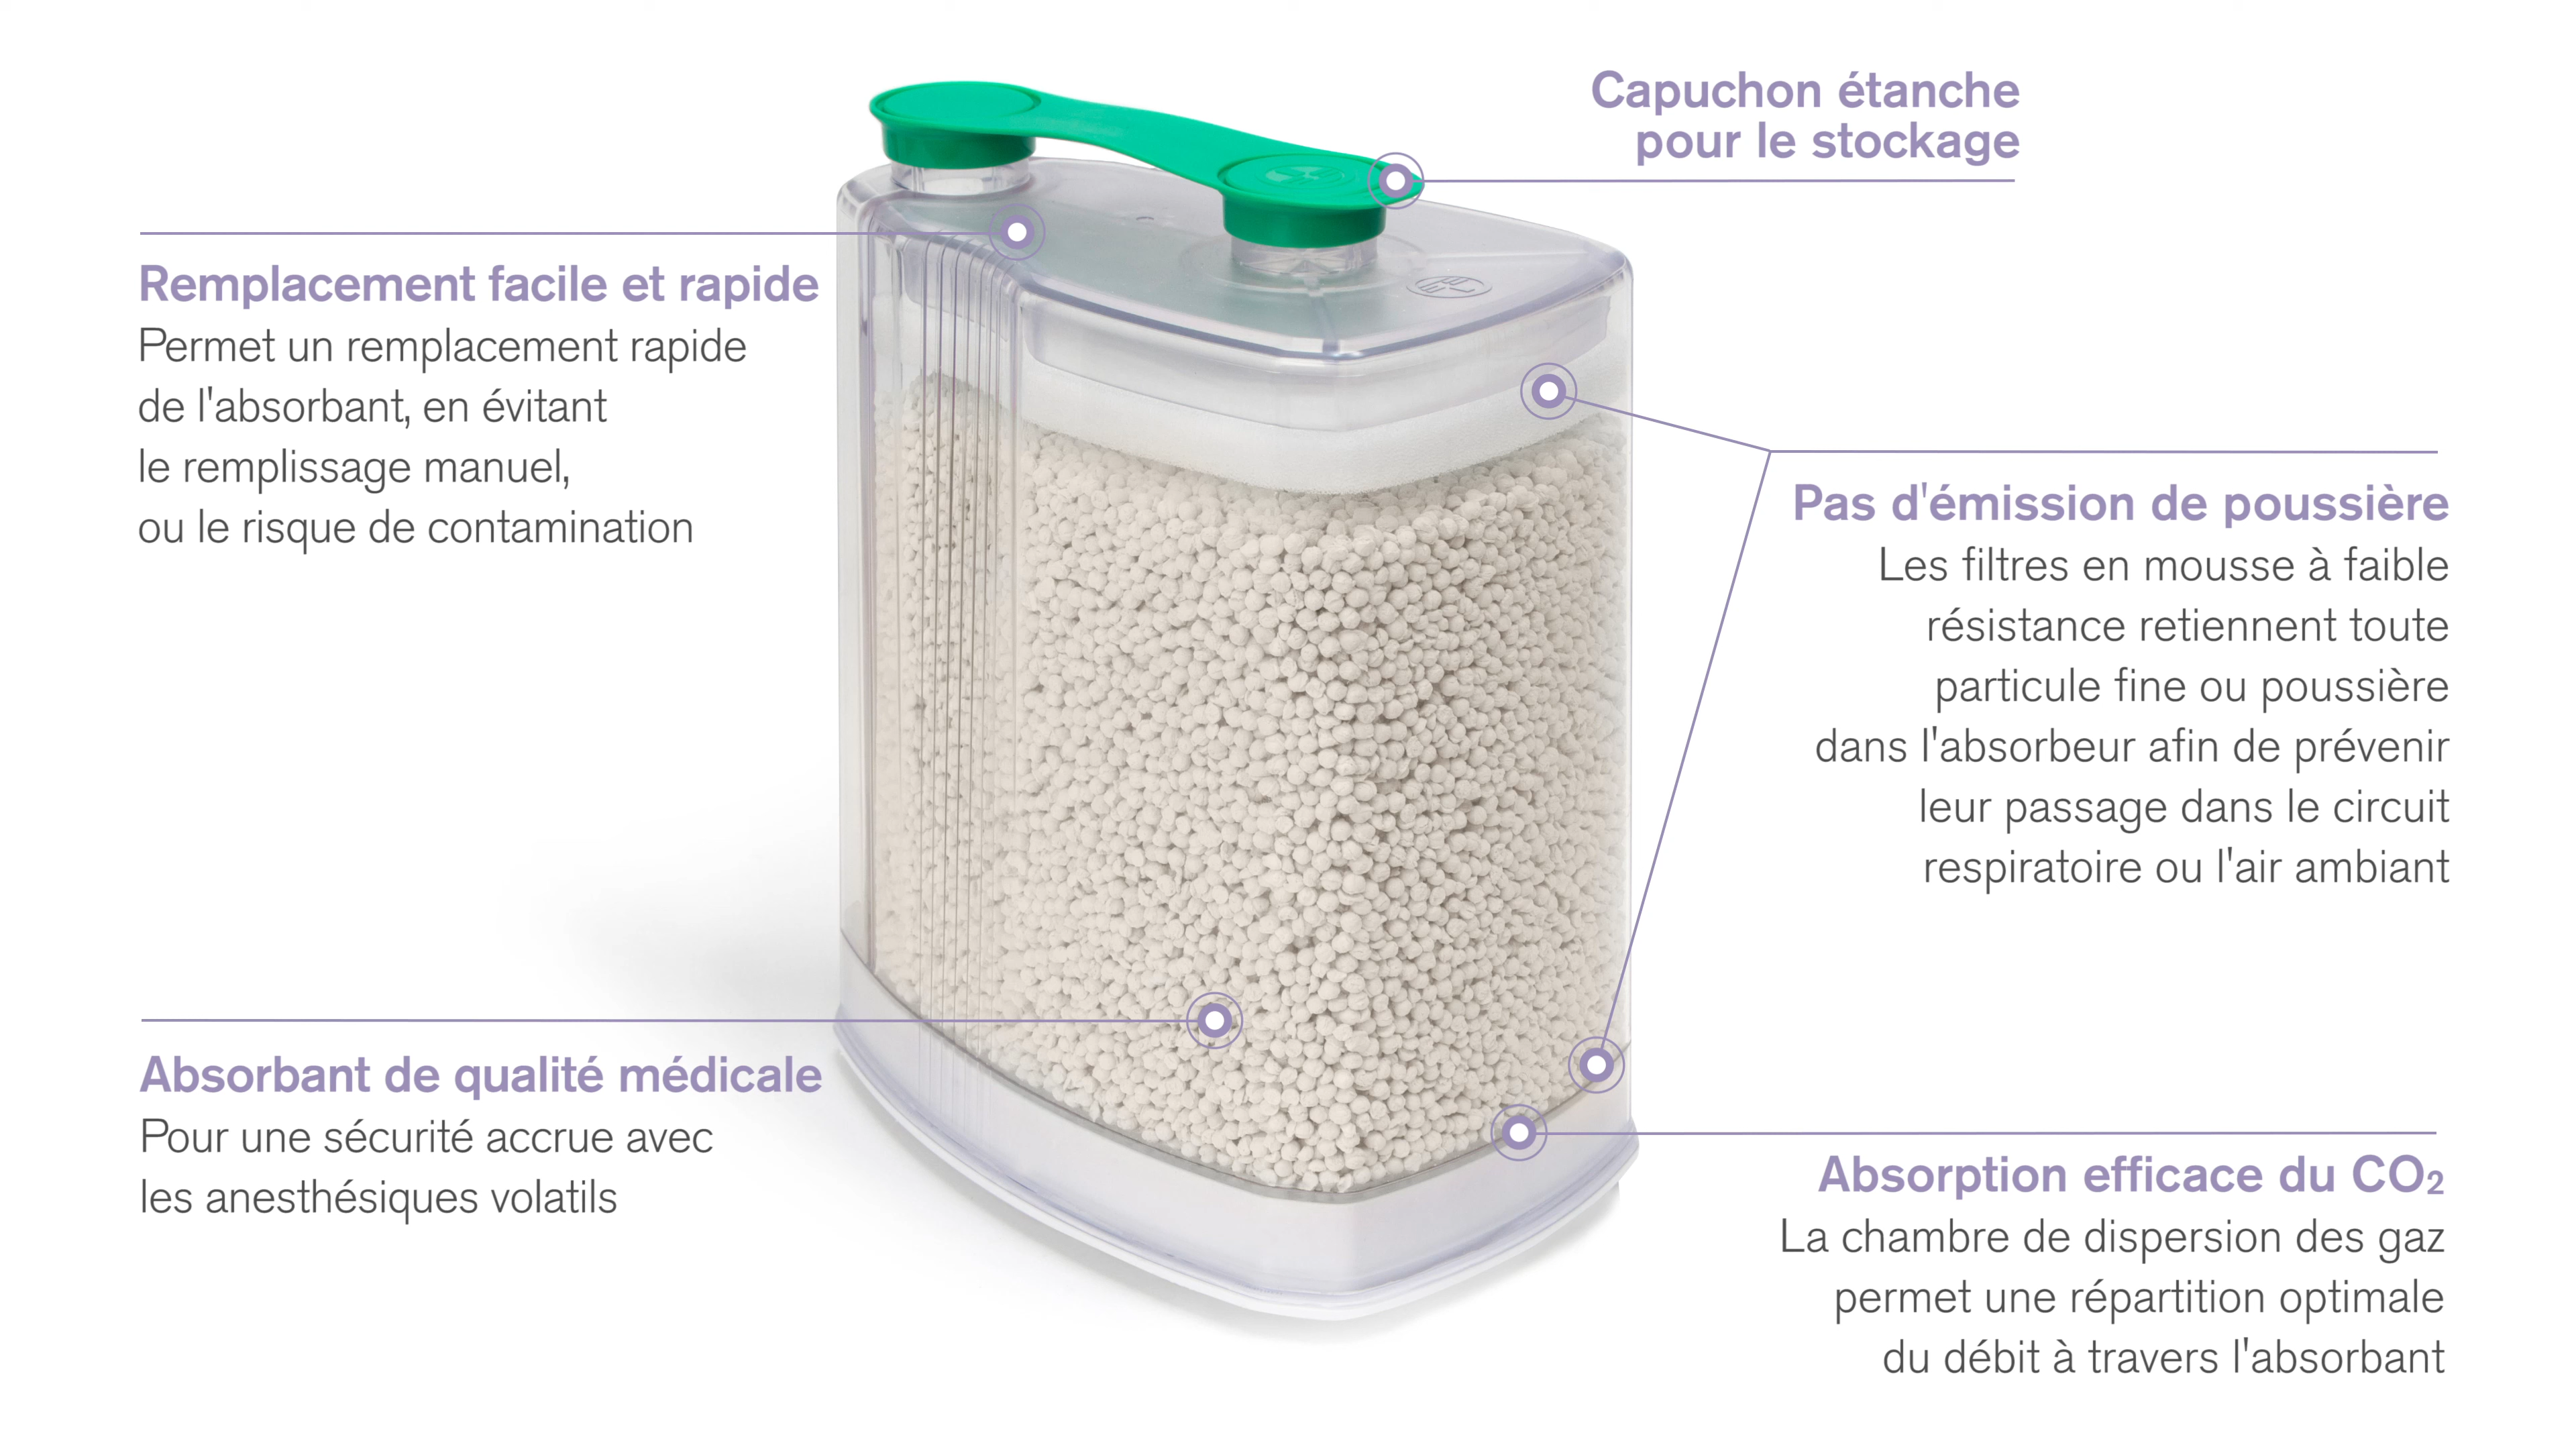 Capuchon étanche
pour le stockage
Remplacement facile et rapide
Permet un remplacement rapide
de l'absorbant, en évitant
le remplissage manuel,
ou le risque de contamination
Pas d'émission de poussière
Les filtres en mousse à faible
résistance retiennent toute
particule fine ou poussière
dans l'absorbeur afin de prévenir
leur passage dans le circuit
respiratoire ou l'air ambiant
Absorbant de qualité médicale
Pour une sécurité accrue avec
les anesthésiques volatils
Absorption efficace du CO₂
La chambre de dispersion des gaz
permet une répartition optimale
du débit à travers l'absorbant